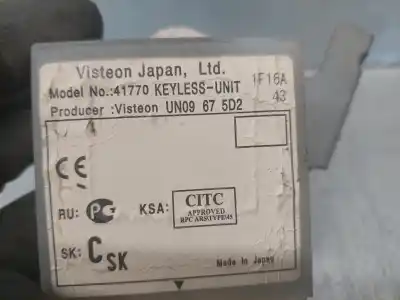 Visteon Japan, Ltd.
Model No.:41770 KEYLESS-UNIT 1F16A
Producer :Visteon UN09 67 5D2 43
CE
RU: KSA: CITC
APPROVED
SK: CSK
Made in Japan